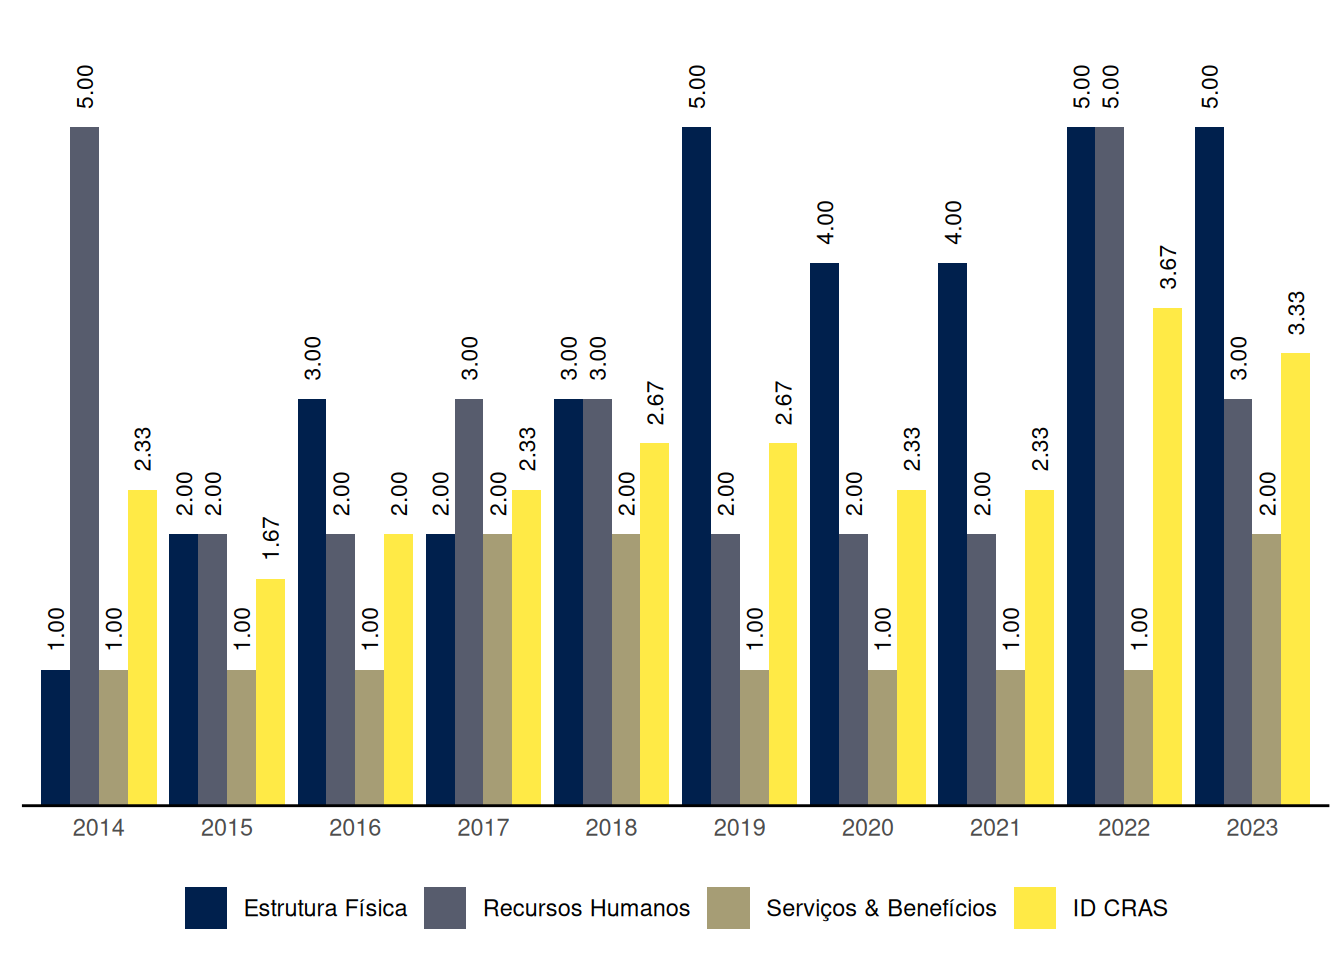 5.00 5.00 5.00 5.00 5.00
4.00 4.00
3.67
3.33
3.00 3.00 3.00 3.00 3.00
2.67 2.67
2.33 2.33 2.33 2.33
2.00 2.00 2.00 2.00 2.00 2.00 2.00 2.00 2.00 2.00 2.00
1.67
1.00 1.00 1.00 1.00 1.00 1.00 1.00 1.00
2014 2015 2016 2017 2018 2019 2020 2021 2022 2023
Estrutura Física Recursos Humanos Serviços & Benefícios ID CRAS